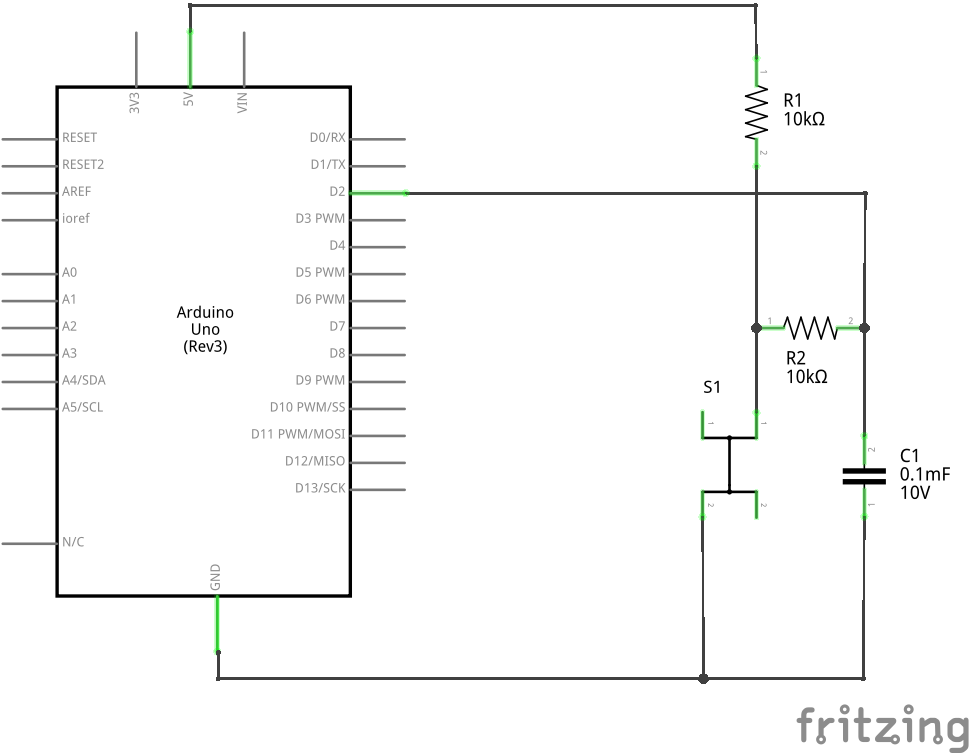 3V3
5V
VIN
RESET
RESET2
AREF
ioref
A0
A1
A2
A3
A4/SDA
A5/SCL
N/C
Arduino
Uno
(Rev3)
D0/RX
D1/TX
D2
D3 PWM
D4
D5 PWM
D6 PWM
D7
D8
D9 PWM
D10 PWM/SS
D11 PWM/MOSI
D12/MISO
D13/SCK
GND
1
R1
10kΩ
2
1
2
R2
10kΩ
S1
1
1
2
2
2
C1
0.1mF
10V
1
fritzing